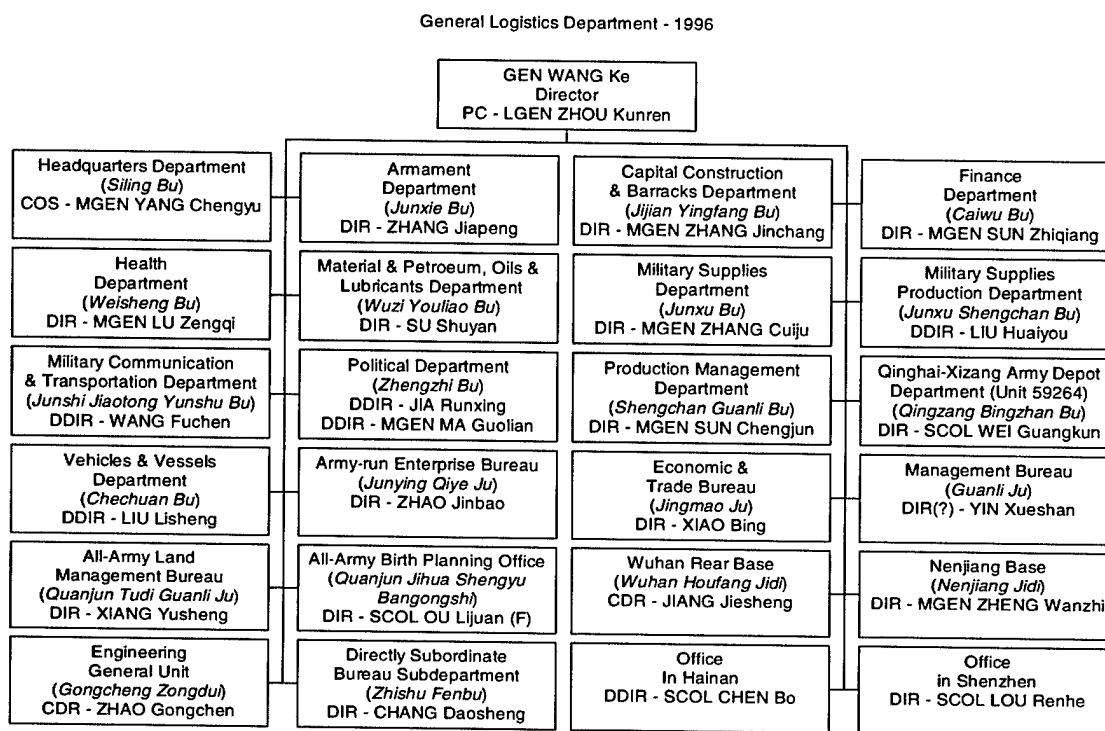 General Logistics Department - 1996
GEN WANG Ke
Director
PC - LGEN ZHOU Kunren
Headquarters Department
(Siling Bu)
COS - MGEN YANG Chengyu
Armament
Department
(Junxie Bu)
DIR - ZHANG Jiapeng
Capital Construction
& Barracks Department
(Jijian Yingfang Bu)
DIR - MGEN ZHANG Jinchang
Finance
Department
(Caiwu Bu)
DIR - MGEN SUN Zhiqiang
Health
Department
(Weisheng Bu)
DIR - MGEN LU Zengqi
Material & Petroeum, Oils &
Lubricants Department
(Wuzi Youliao Bu)
DIR - SU Shuyan
Military Supplies
Department
(Junxu Bu)
DIR - MGEN ZHANG Cuiju
Military Supplies
Production Department
(Junxu Shengchan Bu)
DDIR - LIU Huaiyou
Military Communication
& Transportation Department
(Junshi Jiaotong Yunshu Bu)
DDIR - WANG Fuchen
Political Department
(Zhengzhi Bu)
DDIR - JIA Runxing
DDIR - MGEN MA Guolian
Production Management
Department
(Shengchan Guanli Bu)
DIR - MGEN SUN Chengjun
Qinghai-Xizang Army Depot
Department (Unit 59264)
(Qingzang Bingzhan Bu)
DIR - SCOL WEI Guangkun
Vehicles & Vessels
Department
(Chechuan Bu)
DDIR - LIU Lisheng
Army-run Enterprise Bureau
(Junying Qiye Ju)
DIR - ZHAO Jinbao
Economic &
Trade Bureau
(Jingmao Ju)
DIR - XIAO Bing
Management Bureau
(Guanli Ju)
DIR(?) - YIN Xueshan
All-Army Land
Management Bureau
(Quanjun Tudi Guanli Ju)
DIR - XIANG Yusheng
All-Army Birth Planning Office
(Quanjun Jihua Shengyu
Bangongshi)
DIR - SCOL OU Lijuan (F)
Wuhan Rear Base
(Wuhan Houfang Jidi)
CDR - JIANG Jiesheng
Nenjiang Base
(Nenjiang Jidi)
DIR - MGEN ZHENG Wanzhi
Engineering
General Unit
(Gongcheng Zongdui)
CDR - ZHAO Gongchen
Directly Subordinate
Bureau Subdepartment
(Zhishu Fenbu)
DIR - CHANG Daosheng
Office
In Hainan
DDIR - SCOL CHEN Bo
Office
in Shenzhen
DIR - SCOL LOU Renhe